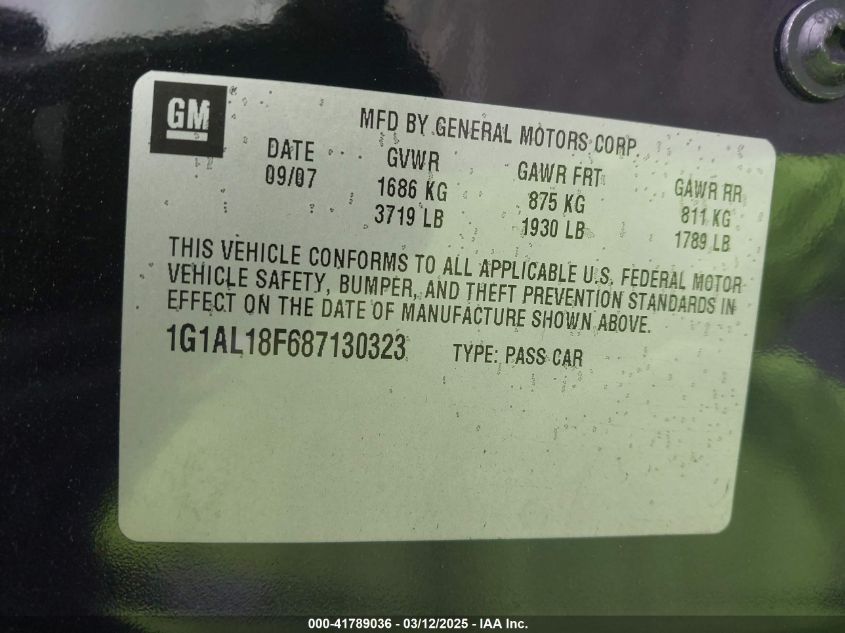 GM
MFD BY GENERAL MOTORS CORP
DATE GVWR GAWR FRT GAWR RR
09/07 1686 KG 875 KG 811 KG
3719 LB 1930 LB 1789 LB
THIS VEHICLE CONFORMS TO ALL APPLICABLE U.S. FEDERAL MOTOR
VEHICLE SAFETY, BUMPER, AND THEFT PREVENTION STANDARDS IN
EFFECT ON THE DATE OF MANUFACTURE SHOWN ABOVE.
1G1AL18F687130323 TYPE: PASS CAR
000-41789036 - 03/12/2025 - IAA Inc.